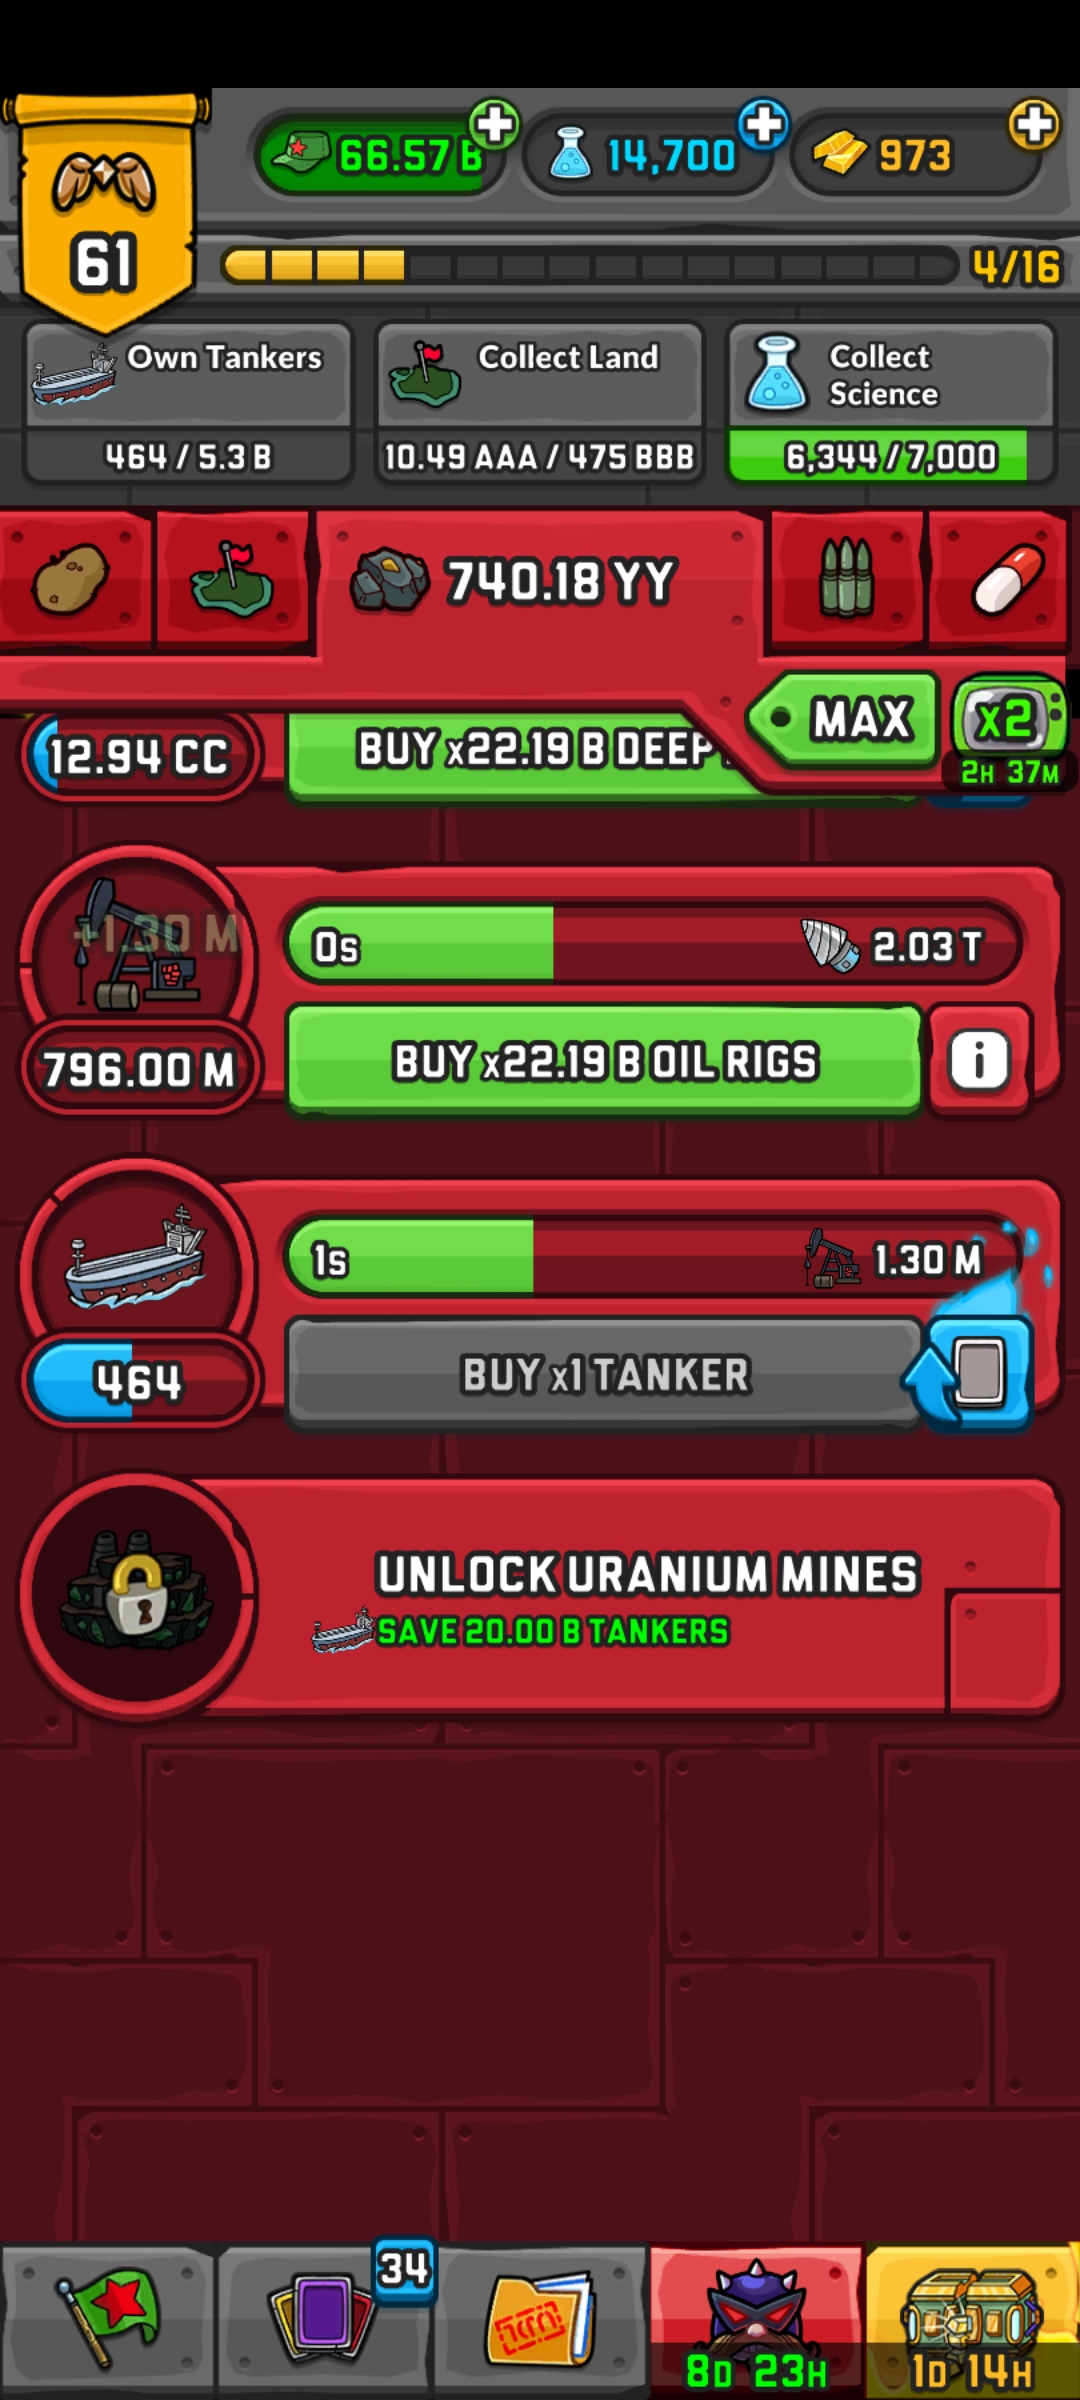 66.57 B
14,700
973
61
4/16
Own Tankers
464 / 5.3 B
Collect Land
10.49 AAA / 475 BBB
Collect
Science
6,344 / 7,000
740.18 YY
MAX
x2
2H 37M
12.94 CC
BUY x22.19 B DEEP
+1.30 M
0s
2.03 T
796.00 M
BUY x22.19 B OIL RIGS
i
1s
1.30 M
464
BUY x1 TANKER
UNLOCK URANIUM MINES
SAVE 20.00 B TANKERS
34
8D 23H
1D 14H